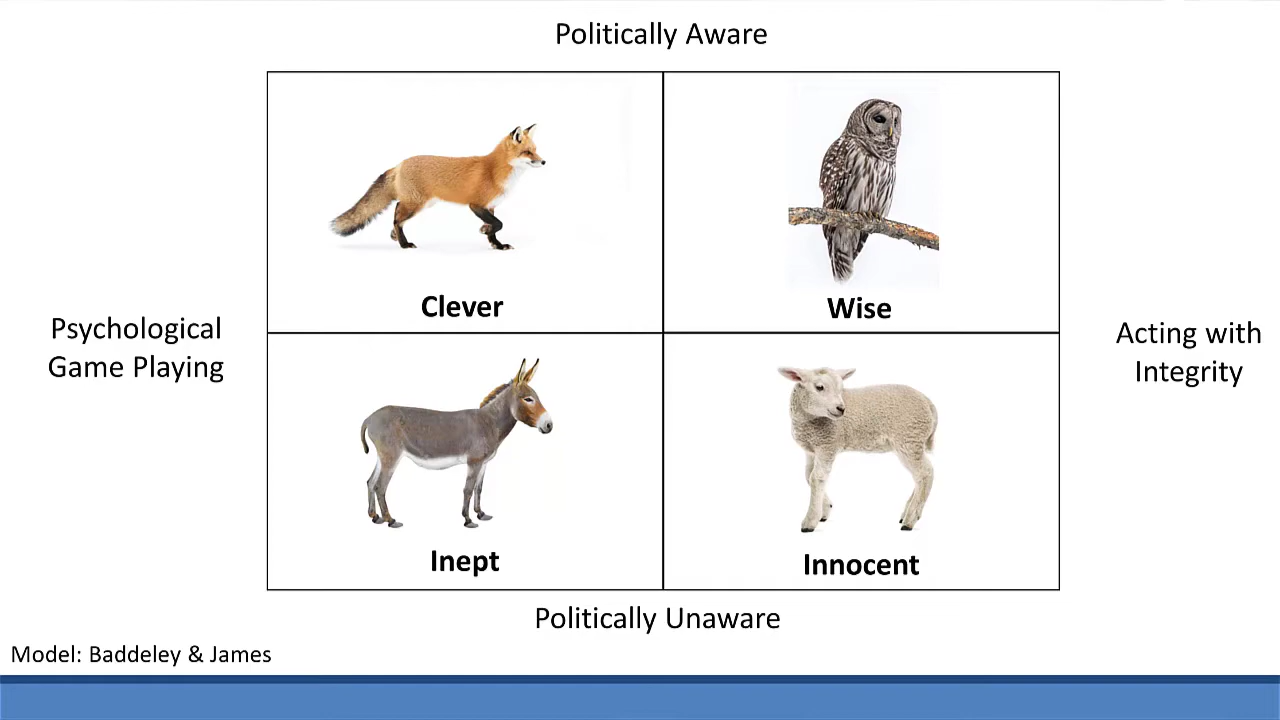 Politically Aware
Clever
Wise
Psychological
Game Playing
Acting with
Integrity
Inept
Innocent
Politically Unaware
Model: Baddeley & James